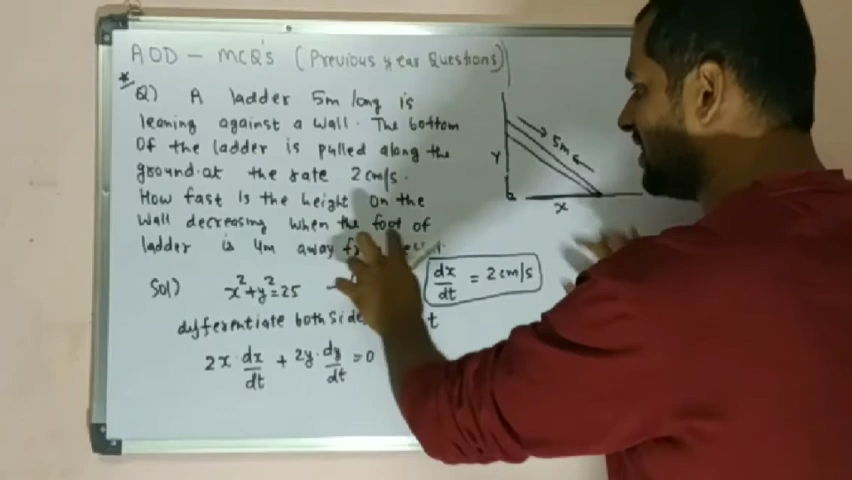 AOD - MCQ's (Previous year Questions)
* Q) A ladder 5m long is
leaning against a wall. The bottom
Of the ladder is pulled along the
ground at the rate 2 cm/s.
How fast is the height on the
wall decreasing when the foot of
ladder is 4m away
5m
Y
x
Sol) x²+y²=25
dx/dt = 2 cm/s
differentiate both side t
2x·dx/dt + 2y·dy/dt = 0